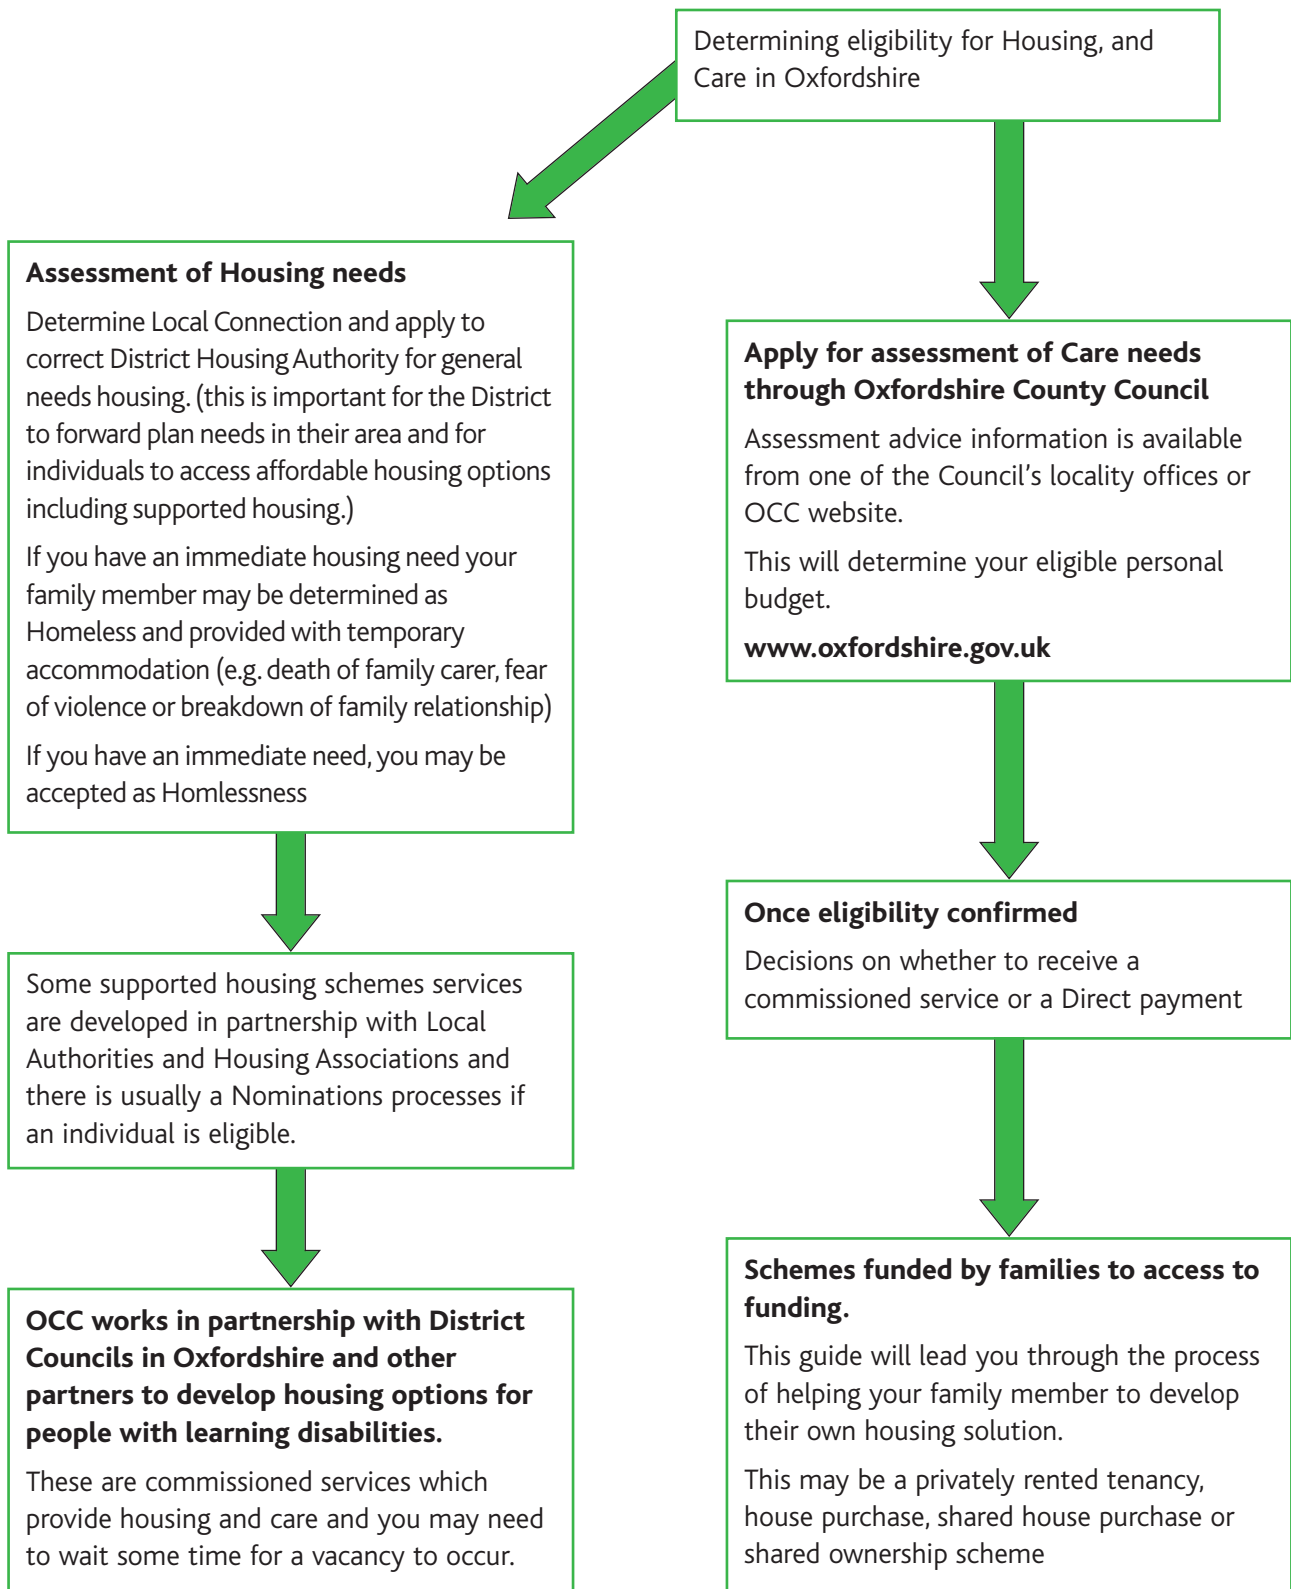 Determining eligibility for Housing, and
Care in Oxfordshire
Assessment of Housing needs
Determine Local Connection and apply to
correct District Housing Authority for general
needs housing. (this is important for the District
to forward plan needs in their area and for
individuals to access affordable housing options
including supported housing.)
If you have an immediate housing need your
family member may be determined as
Homeless and provided with temporary
accommodation (e.g. death of family carer, fear
of violence or breakdown of family relationship)
If you have an immediate need, you may be
accepted as Homlessness
Some supported housing schemes services
are developed in partnership with Local
Authorities and Housing Associations and
there is usually a Nominations processes if
an individual is eligible.
OCC works in partnership with District
Councils in Oxfordshire and other
partners to develop housing options for
people with learning disabilities.
These are commissioned services which
provide housing and care and you may need
to wait some time for a vacancy to occur.
Apply for assessment of Care needs
through Oxfordshire County Council
Assessment advice information is available
from one of the Council's locality offices or
OCC website.
This will determine your eligible personal
budget.
www.oxfordshire.gov.uk
Once eligibility confirmed
Decisions on whether to receive a
commissioned service or a Direct payment
Schemes funded by families to access to
funding.
This guide will lead you through the process
of helping your family member to develop
their own housing solution.
This may be a privately rented tenancy,
house purchase, shared house purchase or
shared ownership scheme